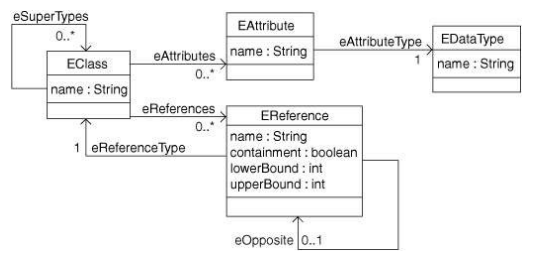 eSuperTypes
0..*
EClass
name : String
eAttributes
0..*
EAttribute
name : String
eAttributeType
1
EDataType
name : String
eReferences
0..*
1
eReferenceType
EReference
name : String
containment : boolean
lowerBound : int
upperBound : int
eOpposite
0..1